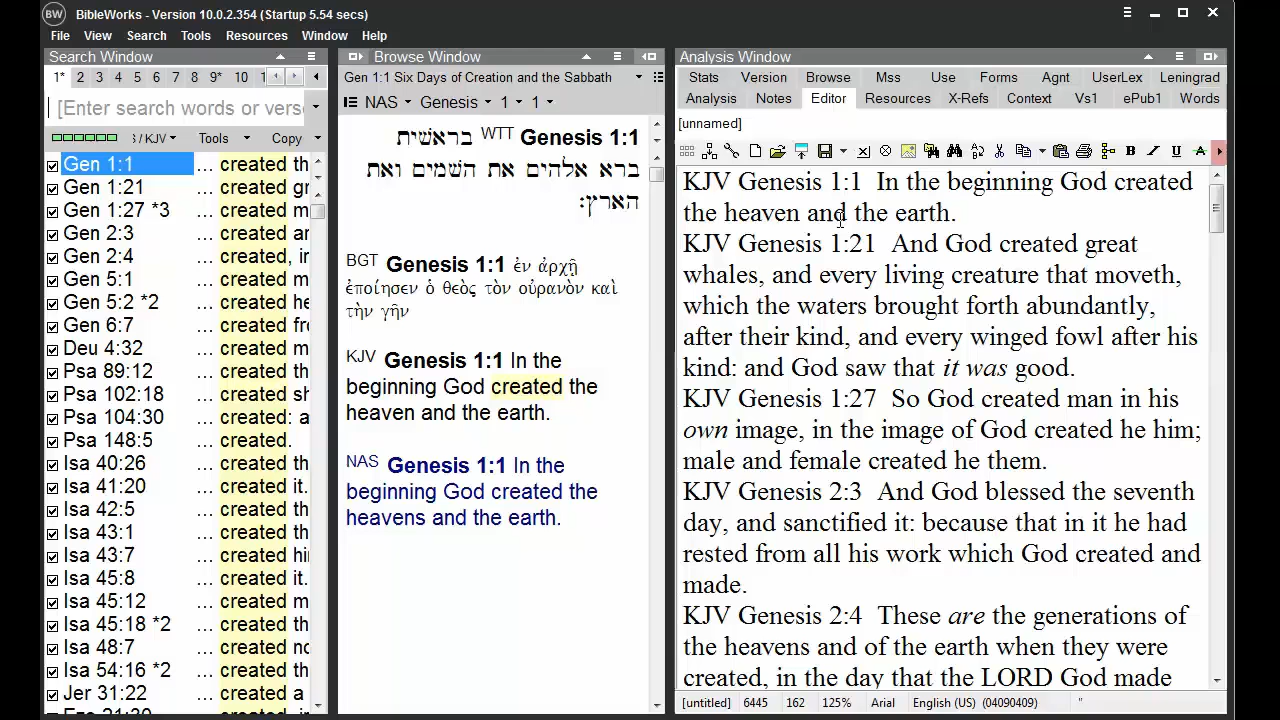 BibleWorks - Version 10.0.2.354 (Startup 5.54 secs)
File View Search Tools Resources Window Help
Search Window
1* 2 3 4 5 6 7 8 9* 10
[Enter search words or verse
/ KJV Tools Copy
Gen 1:1 ... created th
Gen 1:21 ... created gr
Gen 1:27 *3 ... created m
Gen 2:3 ... created ar
Gen 2:4 ... created, in
Gen 5:1 ... created m
Gen 5:2 *2 ... created he
Gen 6:7 ... created fro
Deu 4:32 ... created m
Psa 89:12 ... created th
Psa 102:18 ... created sh
Psa 104:30 ... created: a
Psa 148:5 ... created.
Isa 40:26 ... created th
Isa 41:20 ... created it.
Isa 42:5 ... created th
Isa 43:1 ... created th
Isa 43:7 ... created hin
Isa 45:8 ... created it.
Isa 45:12 ... created m
Isa 45:18 *2 ... created th
Isa 48:7 ... created no
Isa 54:16 *2 ... created th
Jer 31:22 ... created a
Browse Window
Gen 1:1 Six Days of Creation and the Sabbath
NAS Genesis 1 1
WTT Genesis 1:1 בראשׁית
ברא אלהים את השׁמים ואת
הארץ׃
BGT Genesis 1:1 ἐν ἀρχῇ
ἐποίησεν ὁ θεὸς τὸν οὐρανὸν καὶ
τὴν γῆν
KJV Genesis 1:1 In the
beginning God created the
heaven and the earth.
NAS Genesis 1:1 In the
beginning God created the
heavens and the earth.
Analysis Window
Stats Version Browse Mss Use Forms Agnt UserLex Leningrad
Analysis Notes Editor Resources X-Refs Context Vs1 ePub1 Words
[unnamed]
B I U A
KJV Genesis 1:1 In the beginning God created
the heaven and the earth.
KJV Genesis 1:21 And God created great
whales, and every living creature that moveth,
which the waters brought forth abundantly,
after their kind, and every winged fowl after his
kind: and God saw that it was good.
KJV Genesis 1:27 So God created man in his
own image, in the image of God created he him;
male and female created he them.
KJV Genesis 2:3 And God blessed the seventh
day, and sanctified it: because that in it he had
rested from all his work which God created and
made.
KJV Genesis 2:4 These are the generations of
the heavens and of the earth when they were
created, in the day that the LORD God made
[untitled] 6445 162 125% Arial English (US) (04090409) "